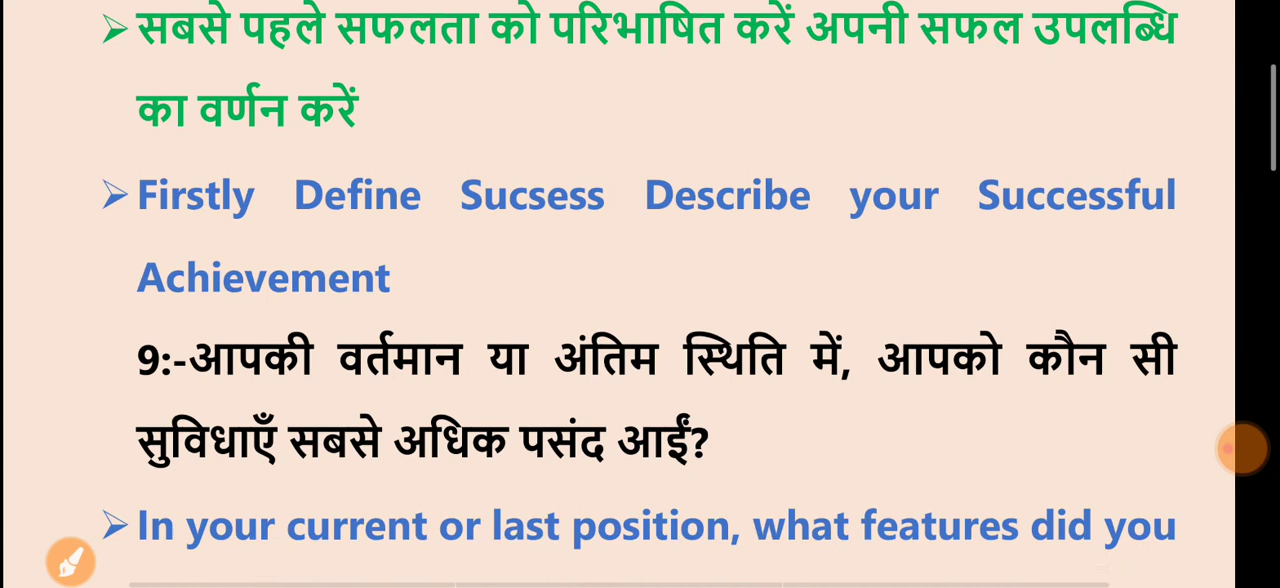 ➢ सबसे पहले सफलता को परिभाषित करें अपनी सफल उपलब्धि
का वर्णन करें
➢ Firstly Define Sucsess Describe your Successful
Achievement
9:-आपकी वर्तमान या अंतिम स्थिति में, आपको कौन सी
सुविधाएँ सबसे अधिक पसंद आईं?
➢ In your current or last position, what features did you